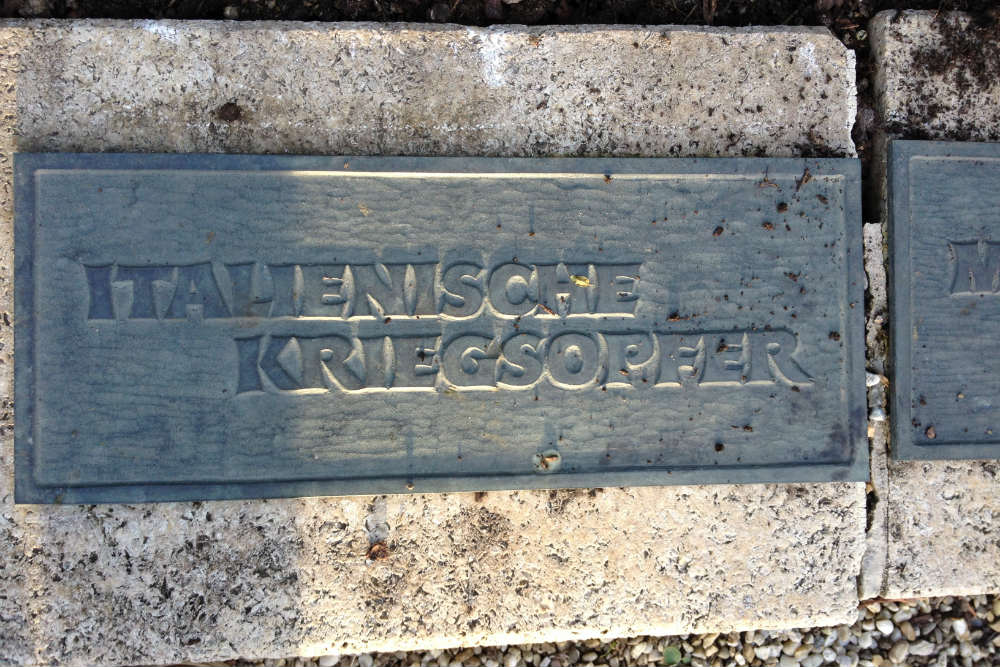 ITALIENISCHE
KRIEGSOPFER
M